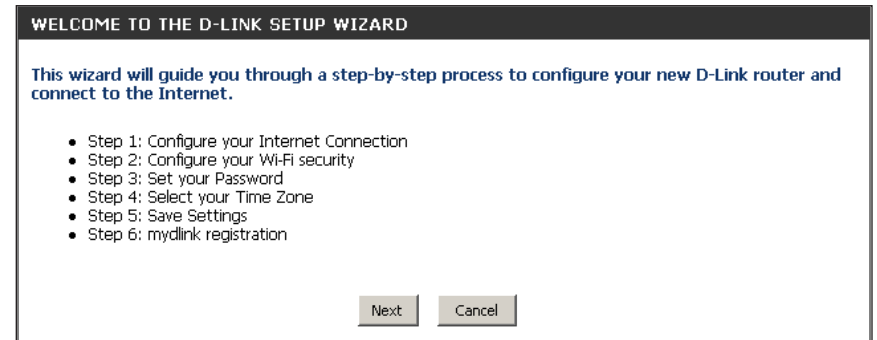 WELCOME TO THE D-LINK SETUP WIZARD
This wizard will guide you through a step-by-step process to configure your new D-Link router and
connect to the Internet.
• Step 1: Configure your Internet Connection
• Step 2: Configure your Wi-Fi security
• Step 3: Set your Password
• Step 4: Select your Time Zone
• Step 5: Save Settings
• Step 6: mydlink registration
Next Cancel